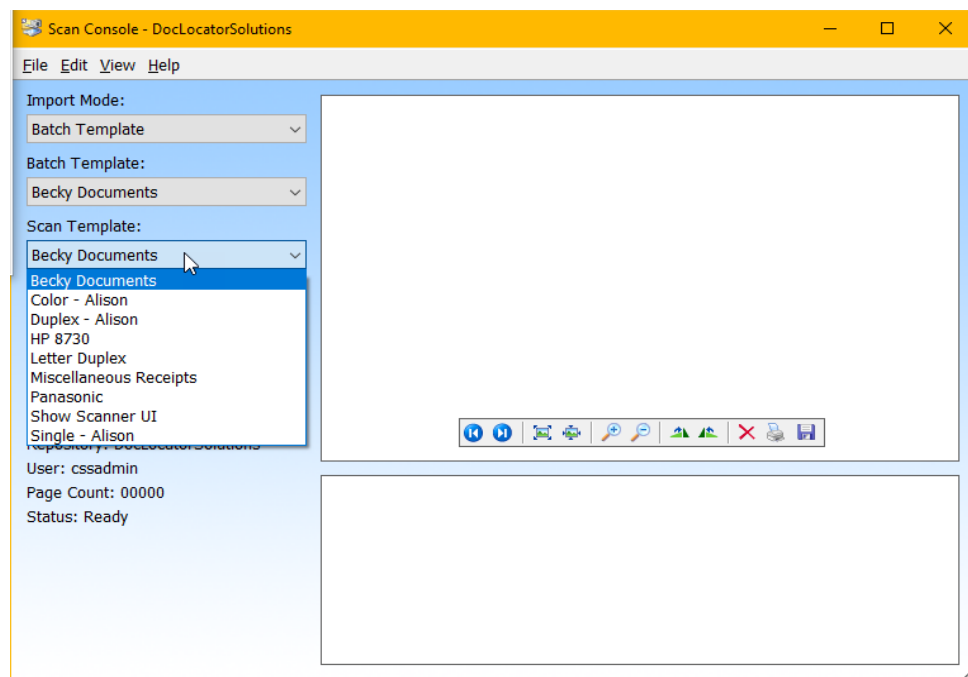 Scan Console - DocLocatorSolutions
File Edit View Help
Import Mode:
Batch Template
Batch Template:
Becky Documents
Scan Template:
Becky Documents
Becky Documents
Color - Alison
Duplex - Alison
HP 8730
Letter Duplex
Miscellaneous Receipts
Panasonic
Show Scanner UI
Single - Alison
Repository: DocLocatorSolutions
User: cssadmin
Page Count: 00000
Status: Ready